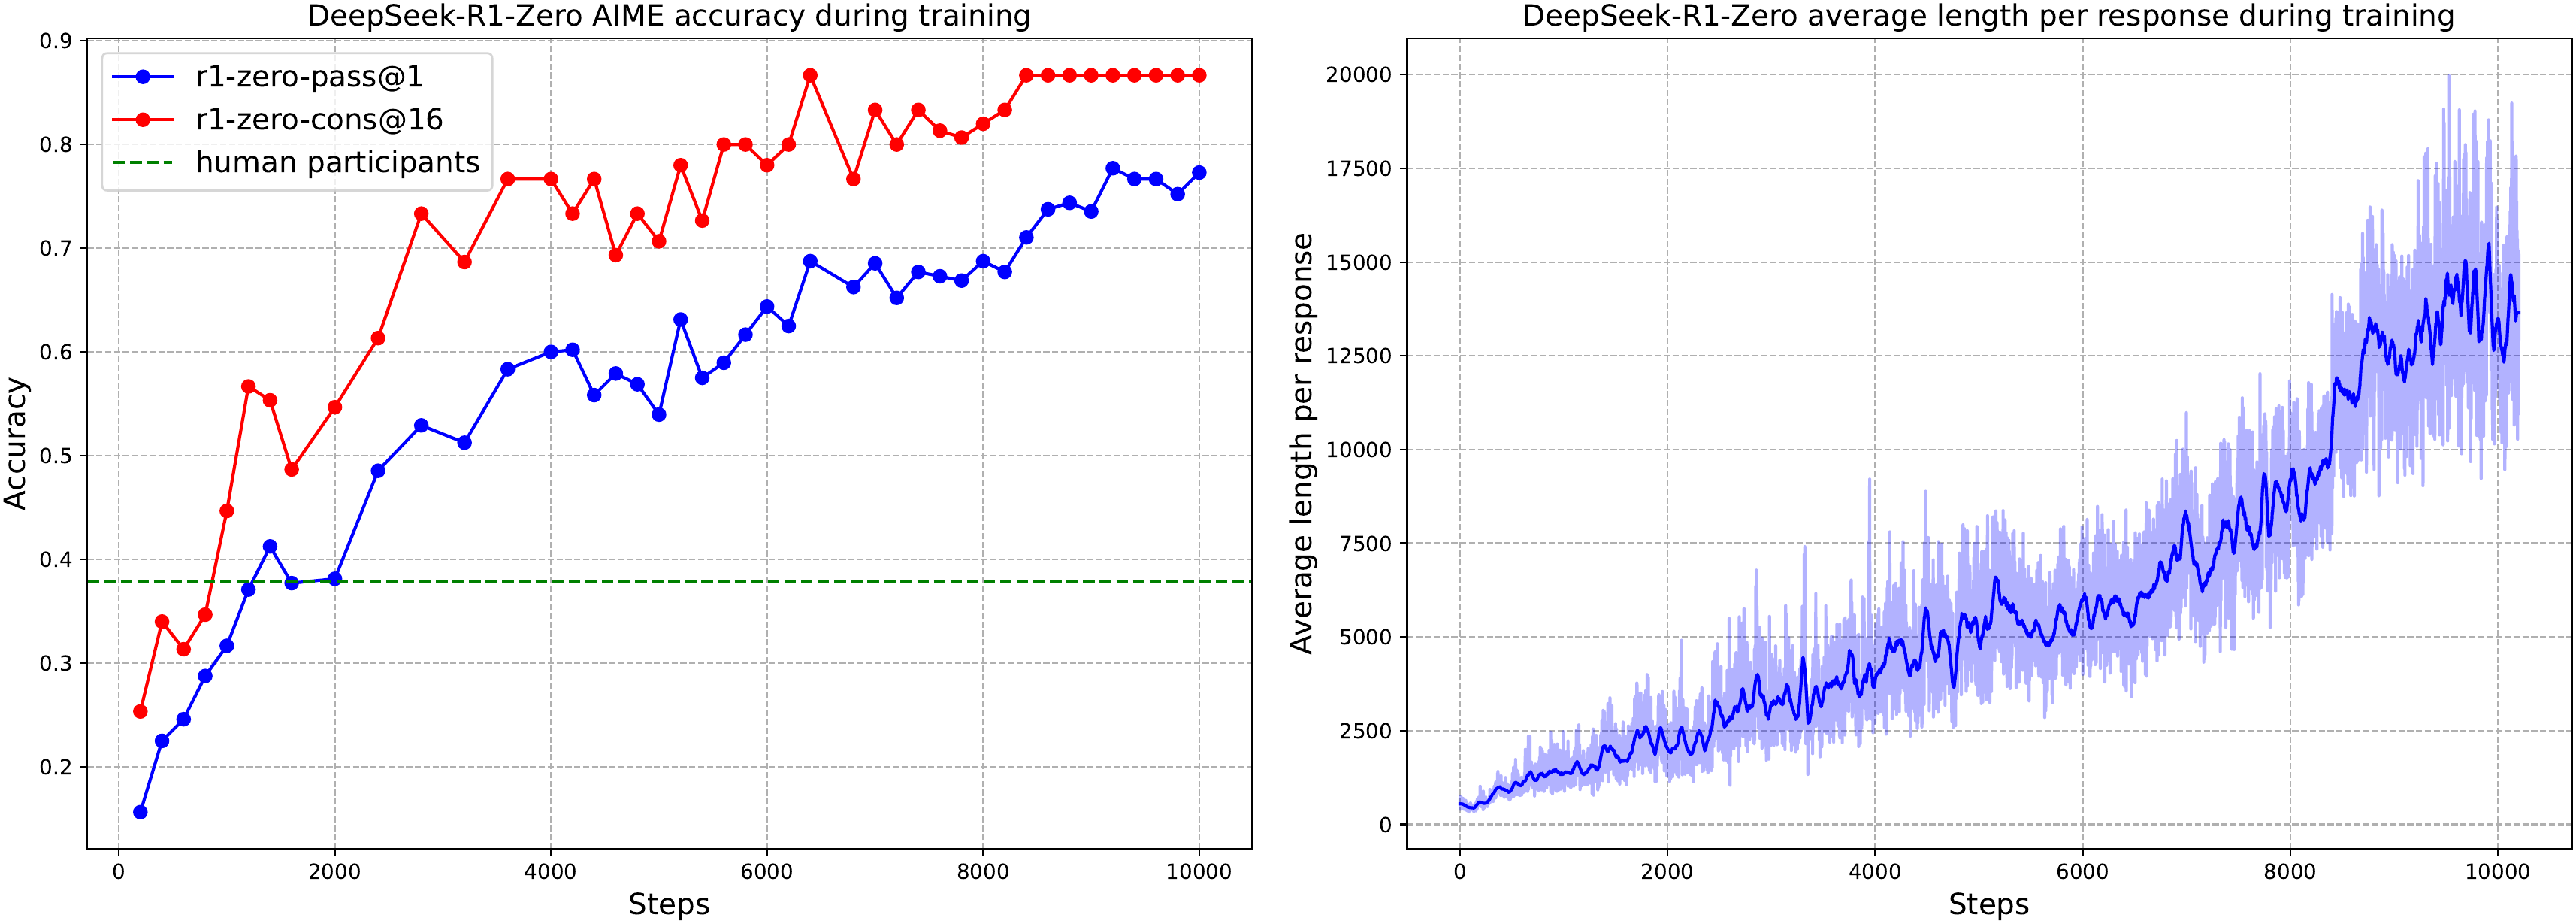 DeepSeek-R1-Zero AIME accuracy during training
0.9
0.8
0.7
0.6
0.5
0.4
0.3
0.2
Accuracy
r1-zero-pass@1
r1-zero-cons@16
human participants
0 2000 4000 6000 8000 10000
Steps
DeepSeek-R1-Zero average length per response during training
20000
17500
15000
12500
10000
7500
5000
2500
0
Average length per response
0 2000 4000 6000 8000 10000
Steps